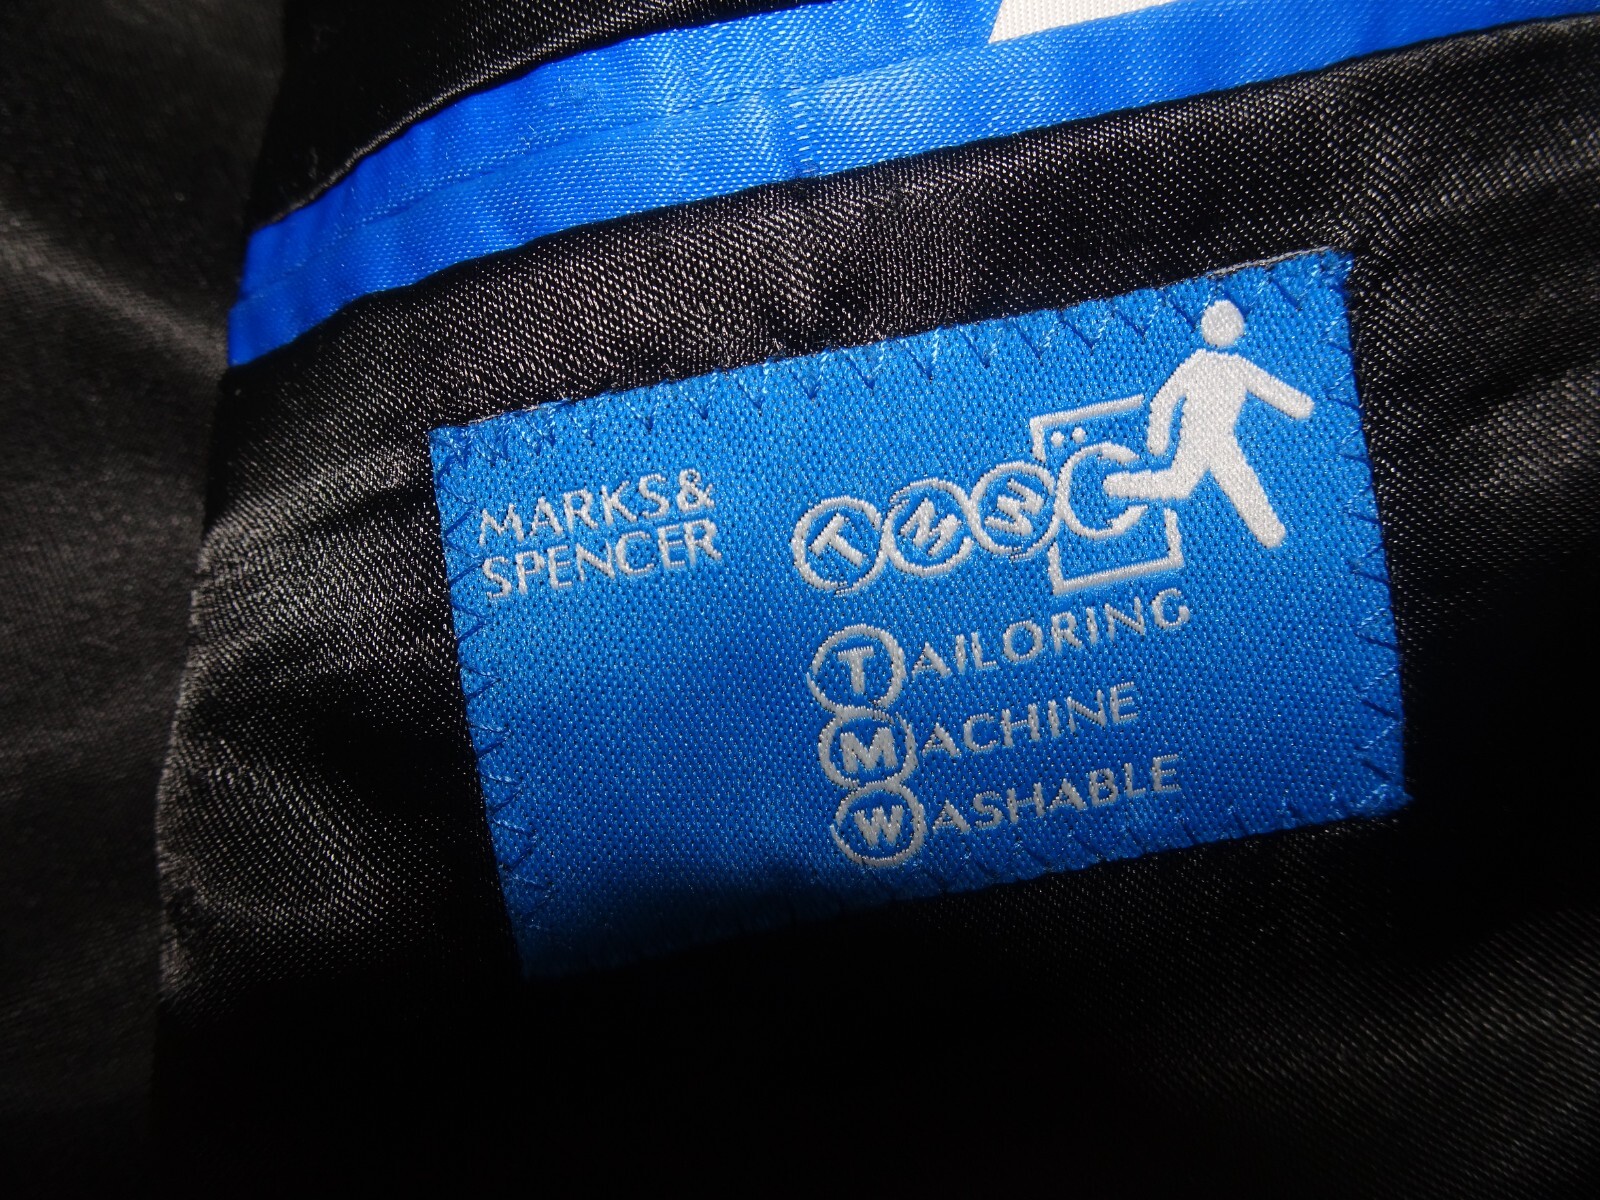 MARKS&
SPENCER
T M W
TAILORING
MACHINE
WASHABLE